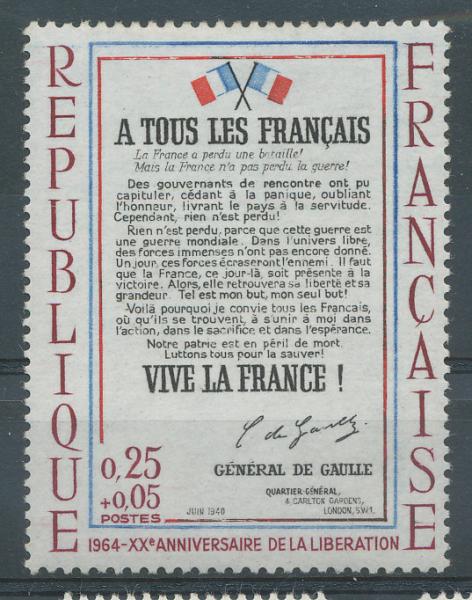 REPUBLIQUE
FRANÇAISE
A TOUS LES FRANÇAIS
La France a perdu une bataille!
Mais la France n'a pas perdu la guerre!
Des gouvernants de rencontre ont pu
capituler, cédant à la panique, oubliant
l'honneur, livrant le pays à la servitude.
Cependant, rien n'est perdu!
Rien n'est perdu, parce que cette guerre est
une guerre mondiale. Dans l'univers libre,
des forces immenses n'ont pas encore donné.
Un jour, ces forces écraseront l'ennemi. Il faut
que la France, ce jour-là, soit présente à la
victoire. Alors, elle retrouvera sa liberté et sa
grandeur. Tel est mon but, mon seul but!
Voilà pourquoi je convie tous les Français,
où qu'ils se trouvent, à s'unir à moi dans
l'action, dans le sacrifice et dans l'espérance.
Notre patrie est en péril de mort.
Luttons tous pour la sauver!
VIVE LA FRANCE !
C. de Gaulle
GÉNÉRAL DE GAULLE
0,25
+0,05
POSTES
QUARTIER-GÉNÉRAL,
4 CARLTON GARDENS,
LONDON, S.W.1.
JUIN 1940
1964-XXe ANNIVERSAIRE DE LA LIBERATION